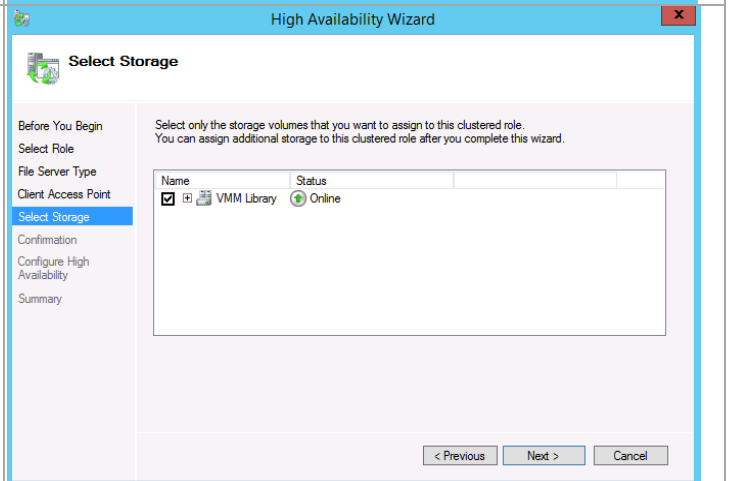 High Availability Wizard
x
Select Storage
Before You Begin
Select Role
File Server Type
Client Access Point
Select Storage
Confirmation
Configure High
Availability
Summary
Select only the storage volumes that you want to assign to this clustered role.
You can assign additional storage to this clustered role after you complete this wizard.
Name Status
VMM Library Online
< Previous Next > Cancel